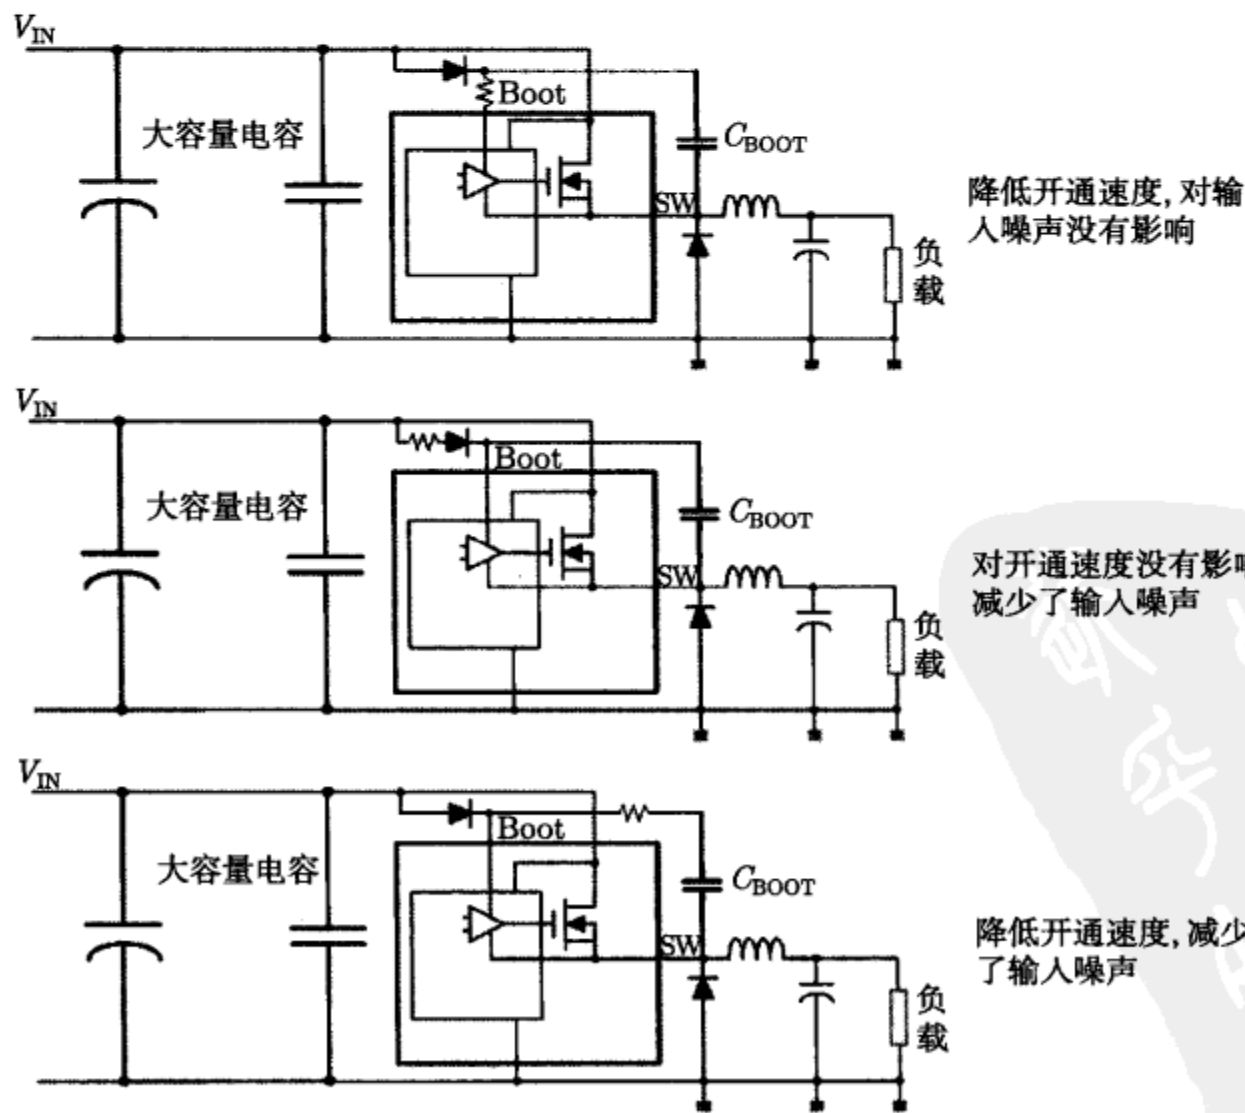 VIN
Boot
大容量电容
CBOOT
SW
降低开通速度, 对输
入噪声没有影响
负
载
VIN
Boot
大容量电容
CBOOT
SW
对开通速度没有影响
减少了输入噪声
负
载
VIN
Boot
大容量电容
CBOOT
SW
降低开通速度, 减少
了输入噪声
负
载